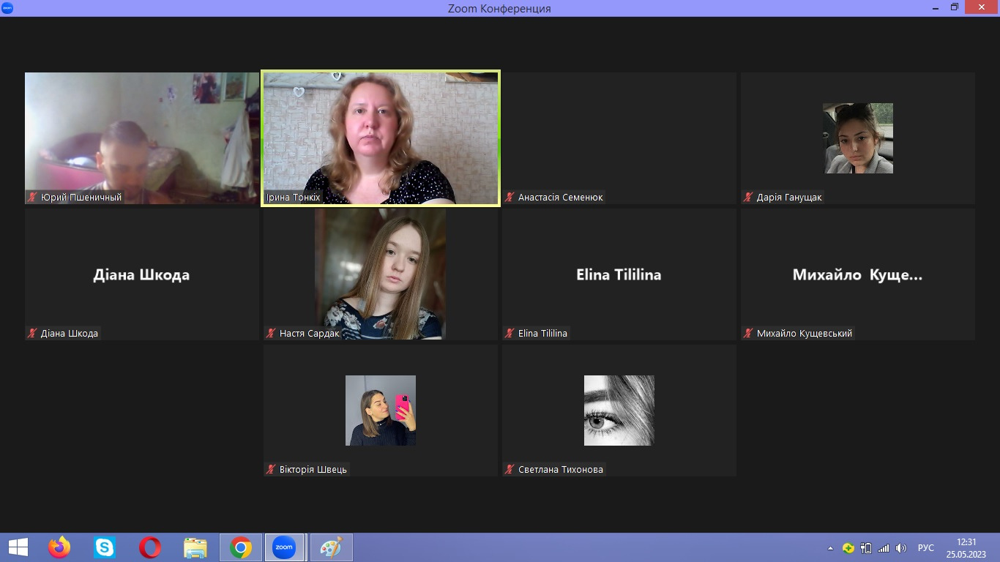 zoom
Zoom Конференция
Юрий Пшеничный
Ірина Тонкіх
Анастасія Семенюк
Дарія Ганущак
Діана Шкода
Elina Tililina
Михайло Куще...
Діана Шкода
Настя Сардак
Elina Tililina
Михайло Кущевський
Вікторія Швець
Светлана Тихонова
zoom
РУС
12:31
25.05.2023